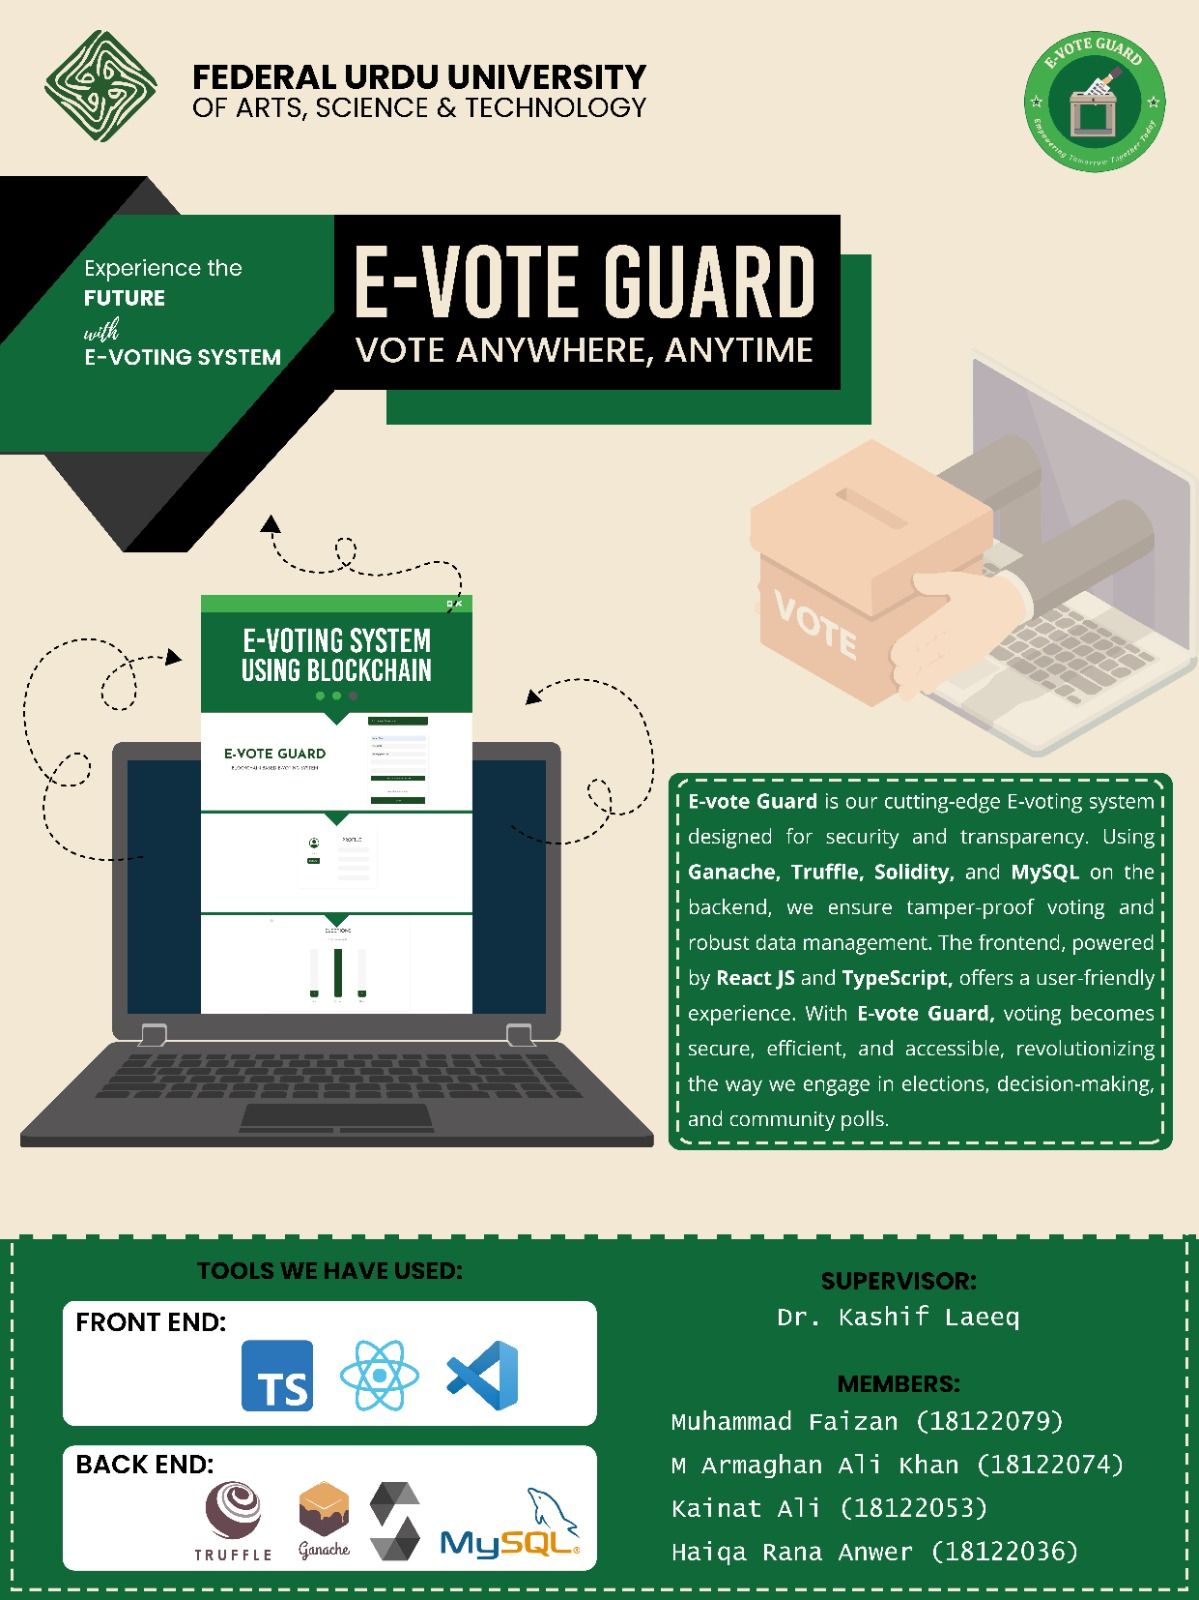 FEDERAL URDU UNIVERSITY
OF ARTS, SCIENCE & TECHNOLOGY
E-VOTE GUARD
Empowering Tomorrow Together Today
Experience the
FUTURE
with
E-VOTING SYSTEM
E-VOTE GUARD
VOTE ANYWHERE, ANYTIME
VOTE
E-VOTING SYSTEM
USING BLOCKCHAIN
E-VOTE GUARD
BLOCKCHAIN BASED E-VOTING SYSTEM
PROFILE
ELECTIONS
E-vote Guard is our cutting-edge E-voting system
designed for security and transparency. Using
Ganache, Truffle, Solidity, and MySQL on the
backend, we ensure tamper-proof voting and
robust data management. The frontend, powered
by React JS and TypeScript, offers a user-friendly
experience. With E-vote Guard, voting becomes
secure, efficient, and accessible, revolutionizing
the way we engage in elections, decision-making,
and community polls.
TOOLS WE HAVE USED:
FRONT END:
TS
BACK END:
TRUFFLE
Ganache
MySQL®
SUPERVISOR:
Dr. Kashif Laeeq
MEMBERS:
Muhammad Faizan (18122079)
M Armaghan Ali Khan (18122074)
Kainat Ali (18122053)
Haiqa Rana Anwer (18122036)